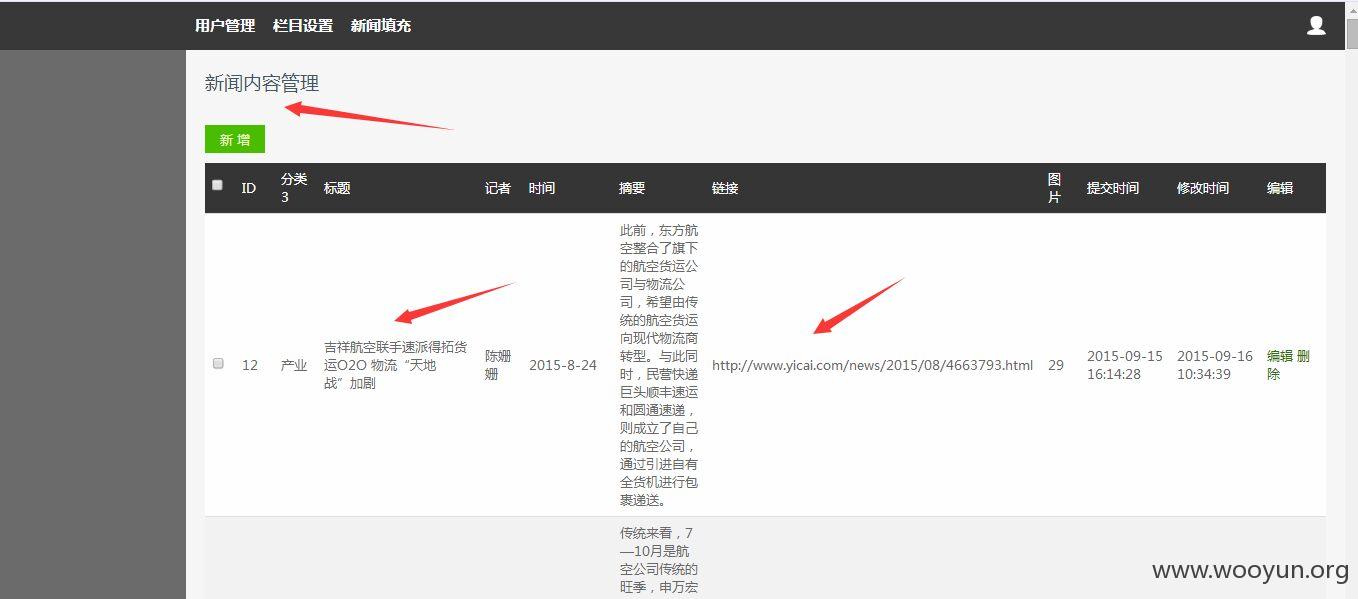 用户管理 栏目设置 新闻填充
新闻内容管理
新 增
ID
分类
3
标题
记者
时间
摘要
链接
图
片
提交时间
修改时间
编辑
12
产业
吉祥航空联手速派得拓货
运O2O 物流“天地
战”加剧
陈姗
姗
2015-8-24
此前，东方航
空整合了旗下
的航空货运公
司与物流公
司，希望由传
统的航空货运
向现代物流商
转型。与此同
时，民营快递
巨头顺丰速运
和圆通速递，
则成立了自己
的航空公司，
通过引进自有
全货机进行包
裹递送。
http://www.yicai.com/news/2015/08/4663793.html
29
2015-09-15
16:14:28
2015-09-16
10:34:39
编辑 删
除
传统来看，7
—10月是航
空公司传统的
旺季，申万宏
www.wooyun.org